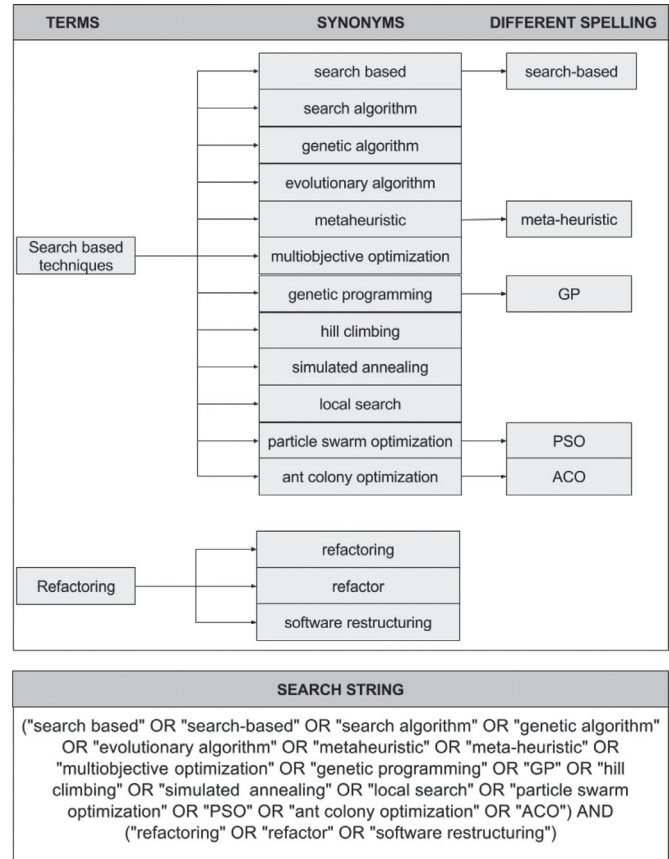 TERMS SYNONYMS DIFFERENT SPELLING
search based search-based
search algorithm
genetic algorithm
evolutionary algorithm
metaheuristic meta-heuristic
Search based
techniques
multiobjective optimization
genetic programming GP
hill climbing
simulated annealing
local search
particle swarm optimization PSO
ant colony optimization ACO
refactoring
Refactoring refactor
software restructuring
SEARCH STRING
("search based" OR "search-based" OR "search algorithm" OR "genetic algorithm"
OR "evolutionary algorithm" OR "metaheuristic" OR "meta-heuristic" OR
"multiobjective optimization" OR "genetic programming" OR "GP" OR "hill
climbing" OR "simulated annealing" OR "local search" OR "particle swarm
optimization" OR "PSO" OR "ant colony optimization" OR "ACO") AND
("refactoring" OR "refactor" OR "software restructuring")